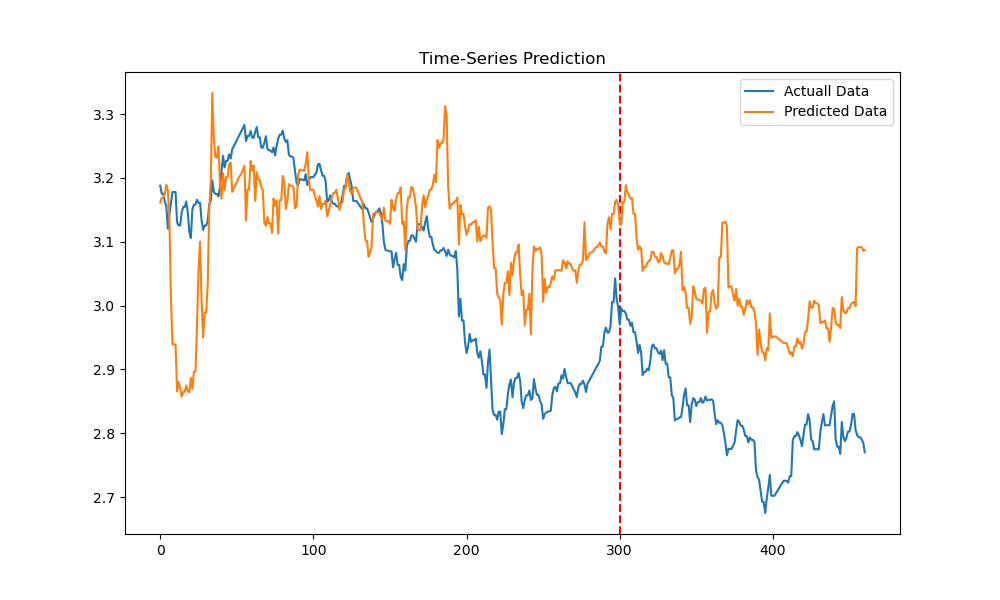 Time-Series Prediction
Actuall Data
Predicted Data
3.3
3.2
3.1
3.0
2.9
2.8
2.7
0 100 200 300 400